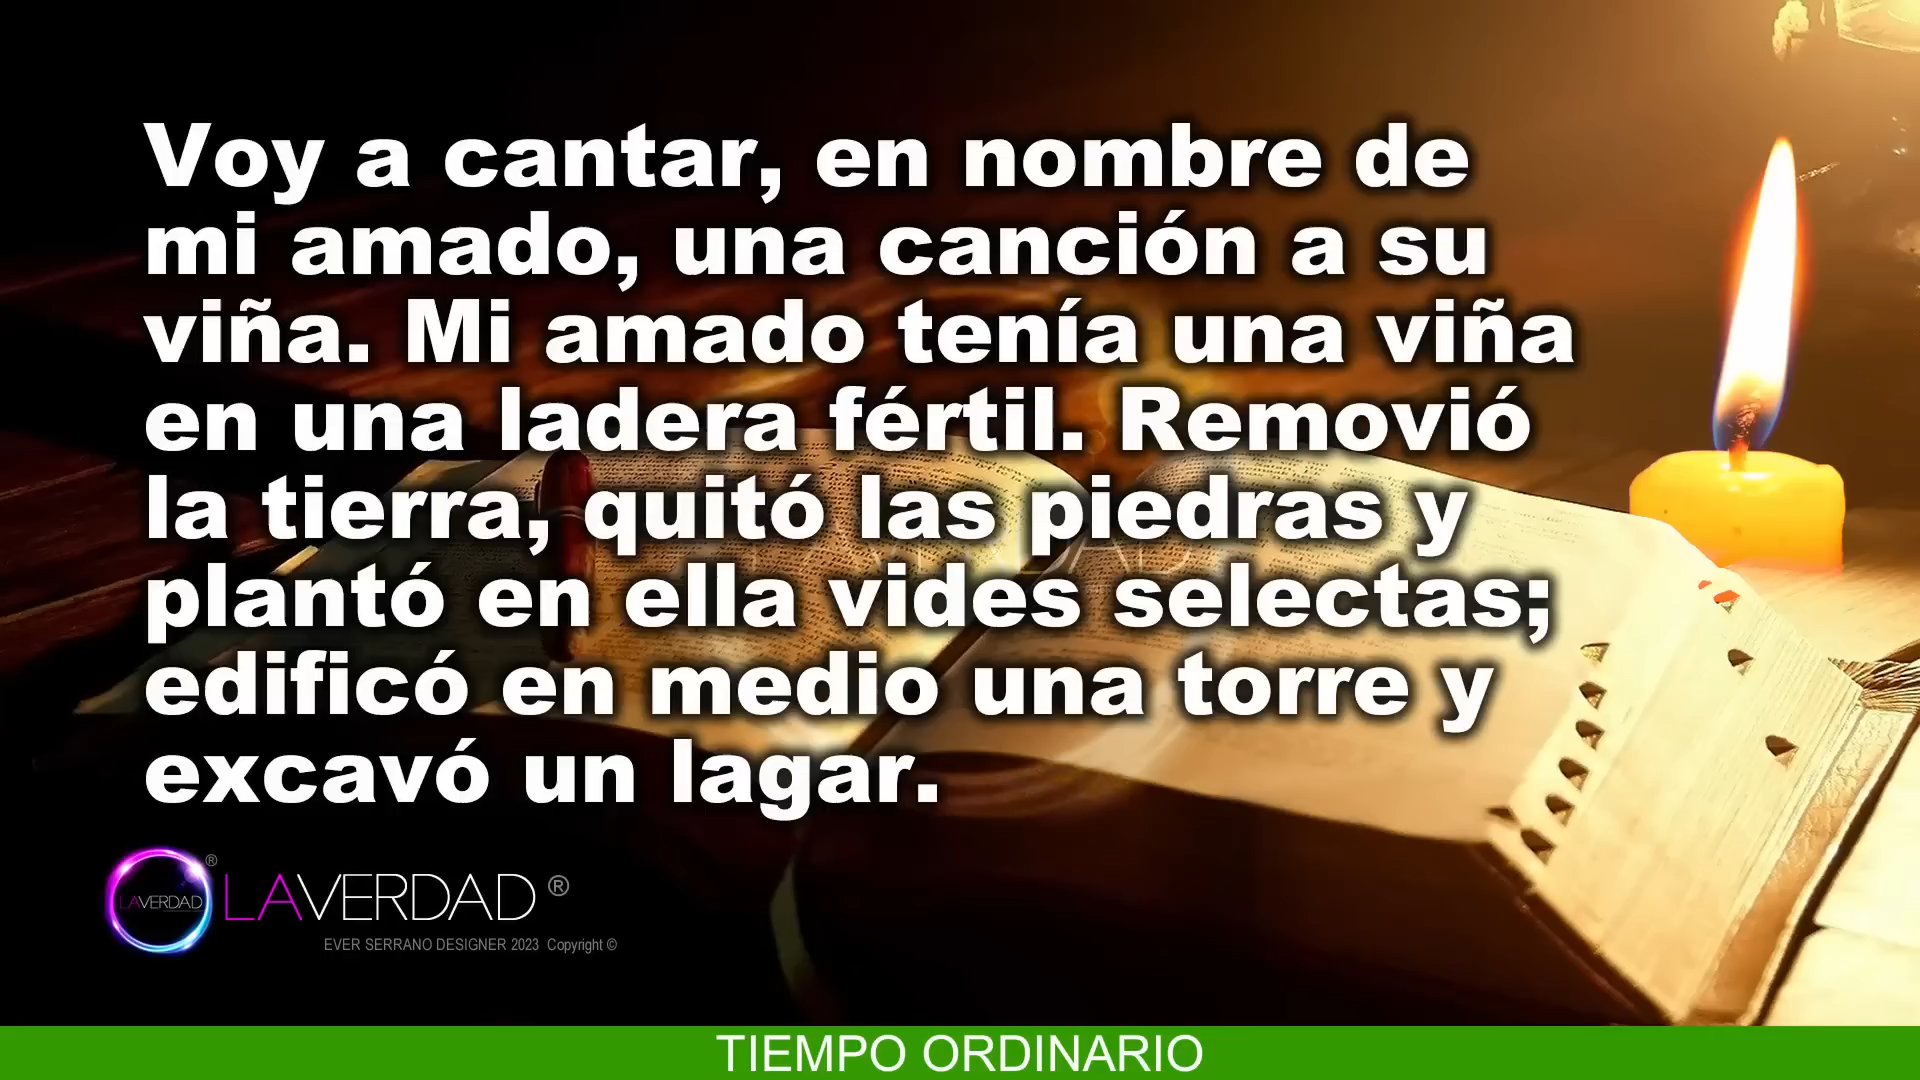 Voy a cantar, en nombre de
mi amado, una canción a su
viña. Mi amado tenía una viña
en una ladera fértil. Removió
la tierra, quitó las piedras y
plantó en ella vides selectas;
edificó en medio una torre y
excavó un lagar.
LAVERDAD ®
LAVERDAD ®
EVER SERRANO DESIGNER 2023 Copyright ©
TIEMPO ORDINARIO